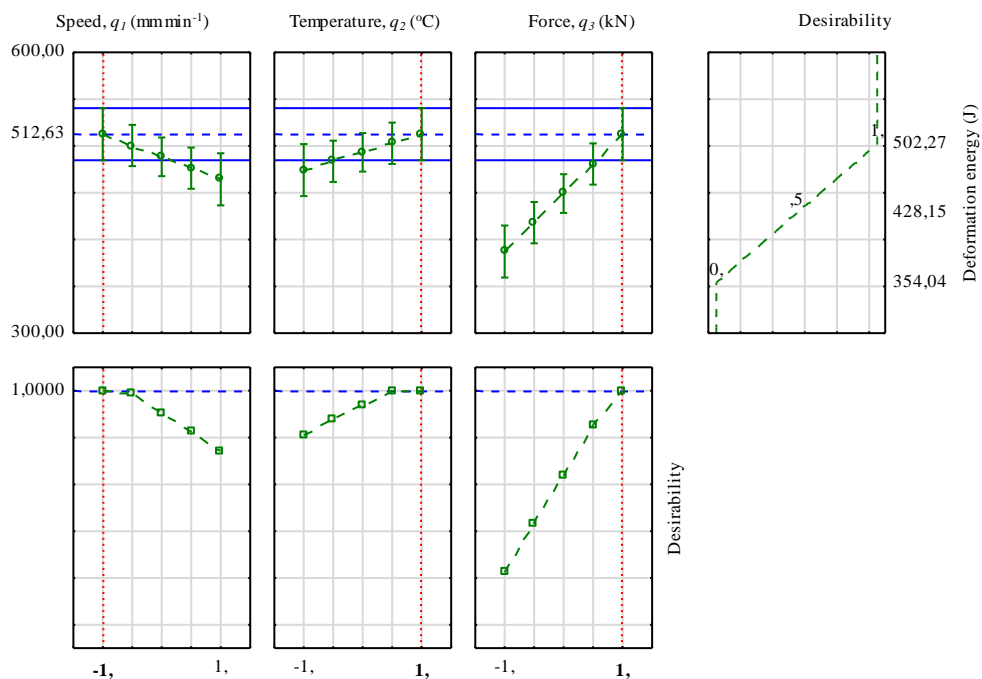 Speed, q1 (mm min⁻¹)
Temperature, q2 (°C)
Force, q3 (kN)
Desirability
600,00
512,63
300,00
1,
,5
0,
502,27
428,15
354,04
Deformation energy (J)
1,0000
Desirability
-1,
1,
-1,
1,
-1,
1,